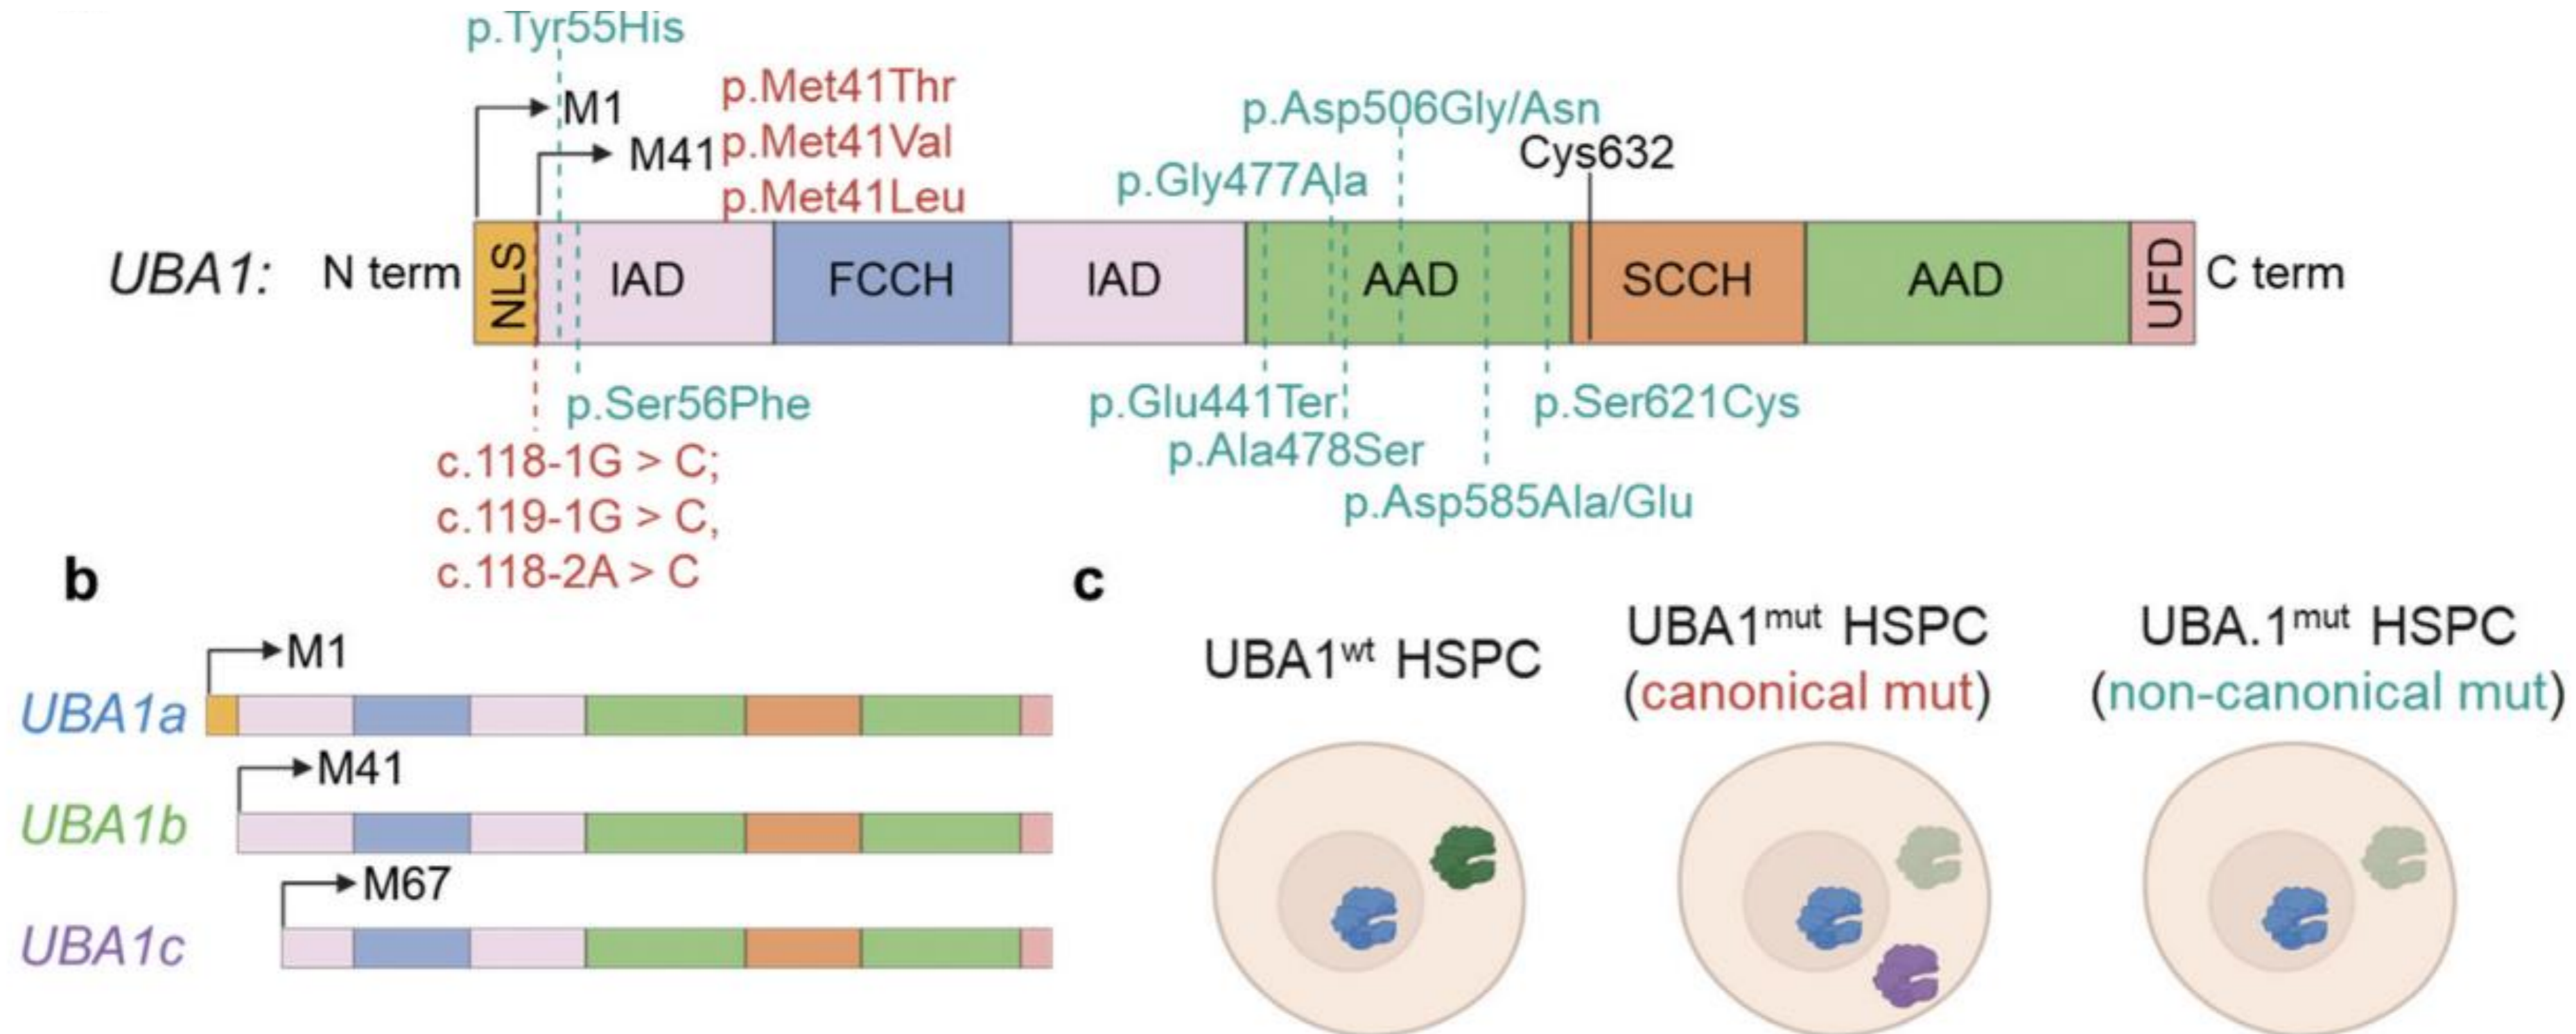 p.Tyr55His
M1
M41
p.Met41Thr
p.Met41Val
p.Met41Leu
p.Asp506Gly/Asn
Cys632
p.Gly477Ala
UBA1:
N term
NLS
IAD
FCCH
IAD
AAD
SCCH
AAD
UFD
C term
p.Ser56Phe
p.Glu441Ter
p.Ala478Ser
p.Asp585Ala/Glu
p.Ser621Cys
c.118-1G > C;
c.119-1G > C,
c.118-2A > C
b
M1
UBA1a
M41
UBA1b
M67
UBA1c
c
UBA1wt HSPC
UBA1mut HSPC
(canonical mut)
UBA.1mut HSPC
(non-canonical mut)